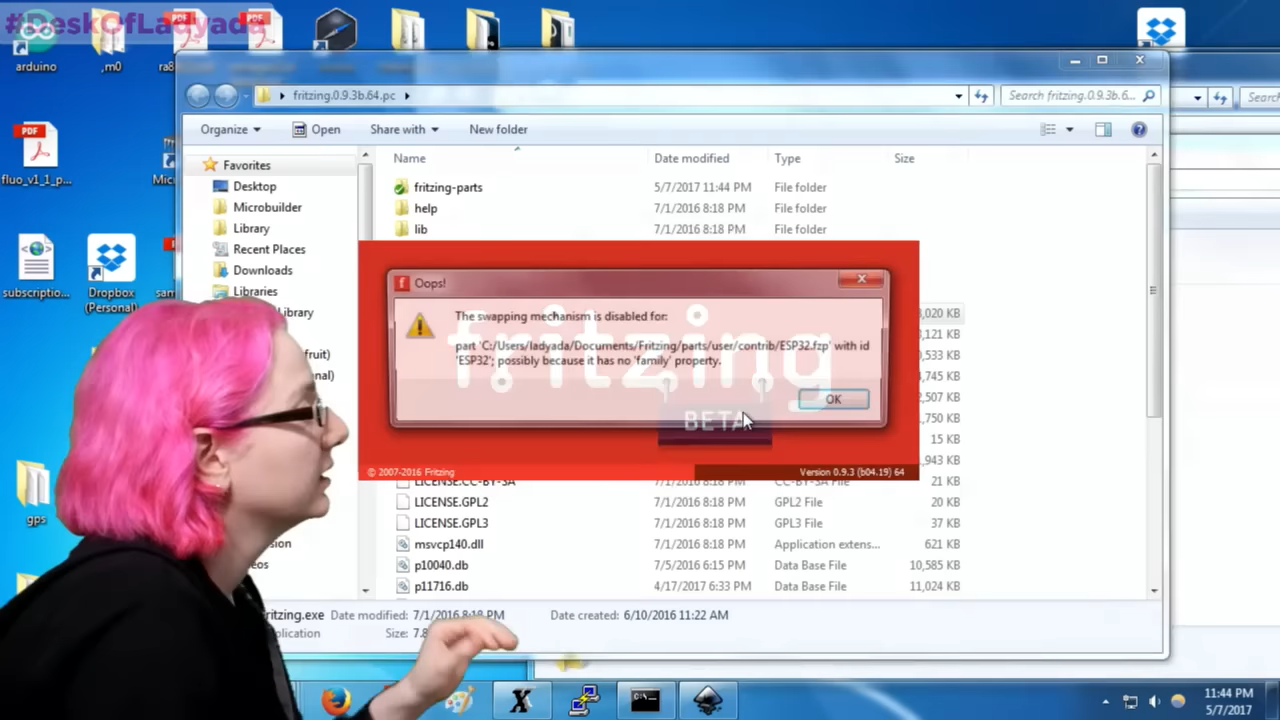 #DeskOfLadyada
arduino
,m0
fritzing.0.9.3b.64.pc
Search fritzing.0.9.3b.6...
Organize
Open
Share with
New folder
Name
Date modified
Type
Size
Favorites
Desktop
Microbuilder
Library
Recent Places
Downloads
Libraries
fritzing-parts 5/7/2017 11:44 PM File folder
help 7/1/2016 8:18 PM File folder
lib 7/1/2016 8:18 PM File folder
PDF
fluo_v1_1_p...
subscriptio...
Dropbox
(Personal)
gps
Oops!
The swapping mechanism is disabled for:
part 'C:/Users/ladyada/Documents/Fritzing/parts/user/contrib/ESP32.fzp' with id
'ESP32'; possibly because it has no 'family' property.
OK
fritzing
BETA
© 2007-2016 Fritzing
Version 0.9.3 (b04.19) 64
,020 KB
,121 KB
,533 KB
,745 KB
,507 KB
,750 KB
15 KB
,943 KB
LICENSE.CC-BY-SA 7/1/2016 8:18 PM CC-BY-SA File 21 KB
LICENSE.GPL2 7/1/2016 8:18 PM GPL2 File 20 KB
LICENSE.GPL3 7/1/2016 8:18 PM GPL3 File 37 KB
msvcp140.dll 7/1/2016 8:18 PM Application extens... 621 KB
p10040.db 7/5/2016 6:15 PM Data Base File 10,585 KB
p11716.db 4/17/2017 6:33 PM Data Base File 11,024 KB
ritzing.exe Date modified: 7/1/2016 8:18 PM Date created: 6/10/2016 11:22 AM
plication Size: 7.8
11:44 PM
5/7/2017